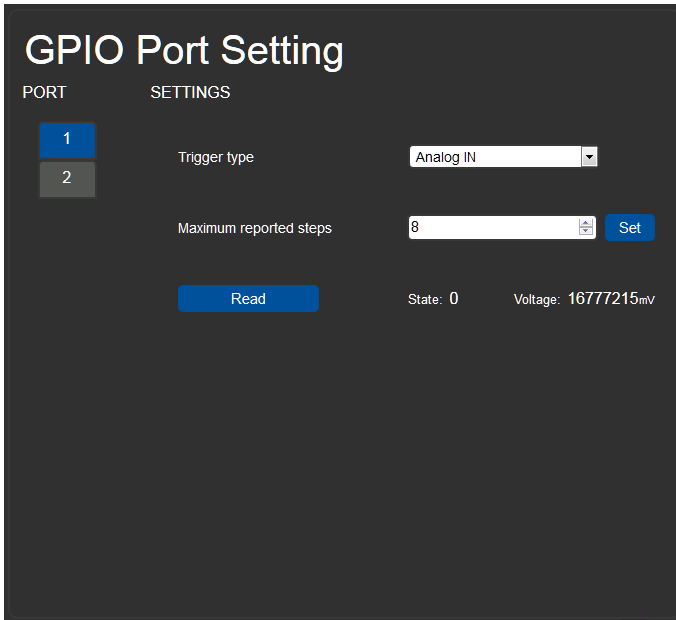 GPIO Port Setting
PORT SETTINGS
1
Trigger type Analog IN
2
Maximum reported steps 8 Set
Read State: 0 Voltage: 16777215mV